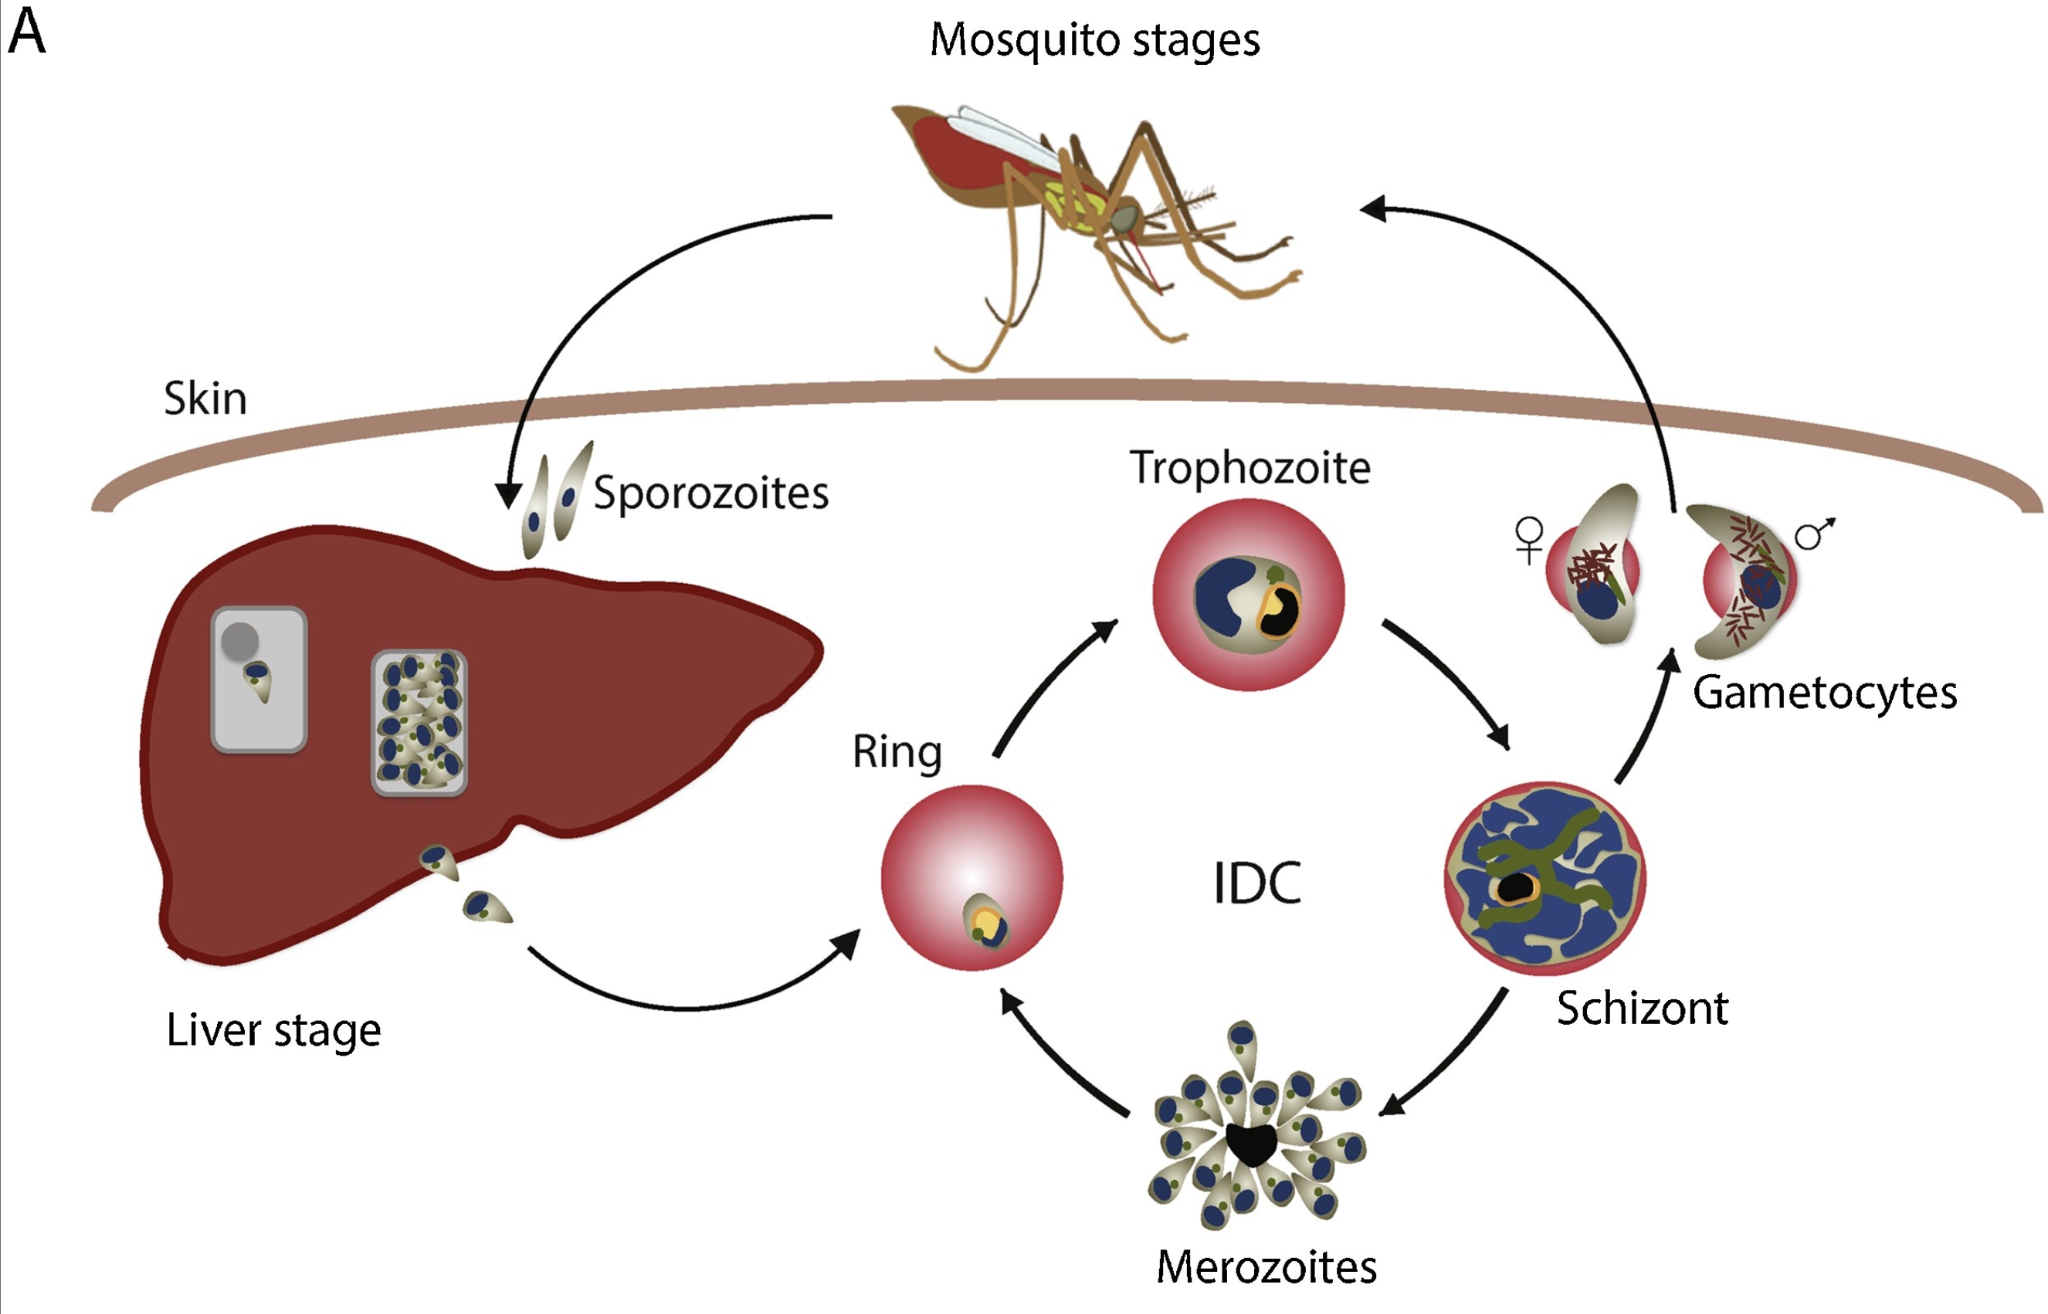 A
Mosquito stages
Skin
Sporozoites
Trophozoite
♀
♂
Gametocytes
Ring
IDC
Schizont
Liver stage
Merozoites